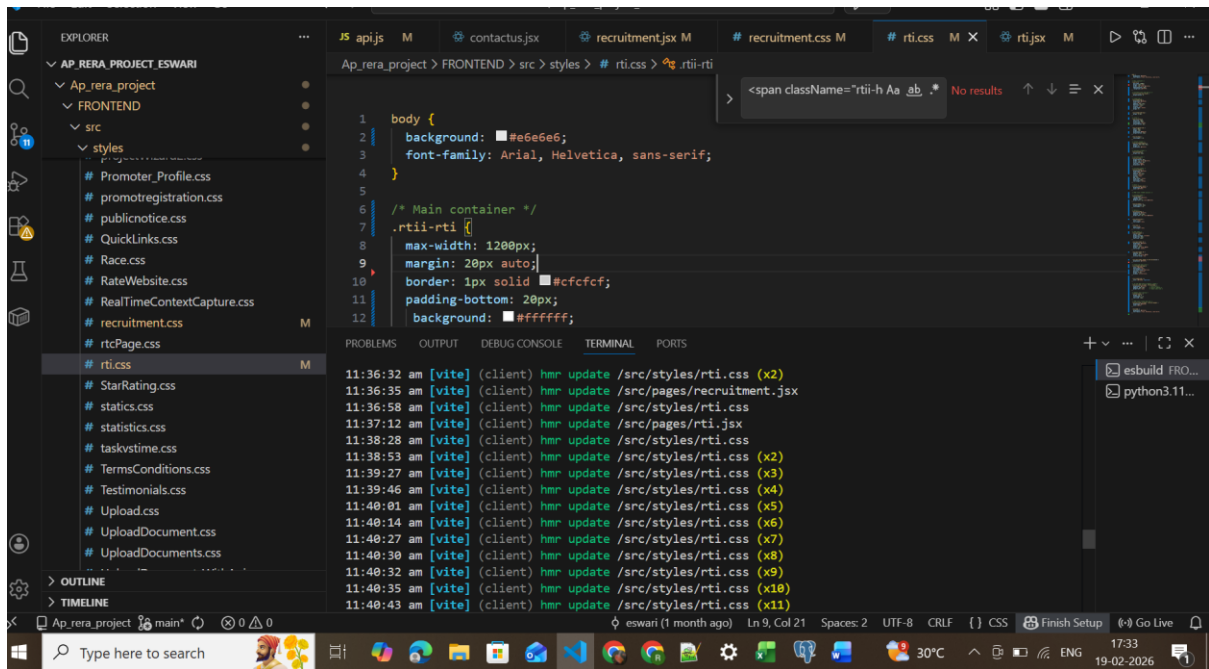 EXPLORER
AP_RERA_PROJECT_ESWARI
Ap_rera_project
FRONTEND
src
styles
# Promoter_Profile.css
# promotregistration.css
# publicnotice.css
# QuickLinks.css
# Race.css
# RateWebsite.css
# RealTimeContextCapture.css
# recruitment.css M
# rtcPage.css
# rti.css M
# StarRating.css
# statics.css
# statistics.css
# taskvstime.css
# TermsConditions.css
# Testimonials.css
# Upload.css
# UploadDocument.css
# UploadDocuments.css
OUTLINE
TIMELINE
JS api.js M contactus.jsx recruitment.jsx M # recruitment.css M # rti.css M rti.jsx M
Ap_rera_project > FRONTEND > src > styles > # rti.css > .rtii-rti
<span className="rtii-h Aa ab .* No results
1 body {
2 background: #e6e6e6;
3 font-family: Arial, Helvetica, sans-serif;
4 }
5
6 /* Main container */
7 .rtii-rti {
8 max-width: 1200px;
9 margin: 20px auto;
10 border: 1px solid #cfcfcf;
11 padding-bottom: 20px;
12 background: #ffffff;
PROBLEMS OUTPUT DEBUG CONSOLE TERMINAL PORTS
11:36:32 am [vite] (client) hmr update /src/styles/rti.css (x2)
11:36:35 am [vite] (client) hmr update /src/pages/recruitment.jsx
11:36:58 am [vite] (client) hmr update /src/styles/rti.css
11:37:12 am [vite] (client) hmr update /src/pages/rti.jsx
11:38:28 am [vite] (client) hmr update /src/styles/rti.css
11:38:53 am [vite] (client) hmr update /src/styles/rti.css (x2)
11:39:27 am [vite] (client) hmr update /src/styles/rti.css (x3)
11:39:46 am [vite] (client) hmr update /src/styles/rti.css (x4)
11:40:01 am [vite] (client) hmr update /src/styles/rti.css (x5)
11:40:14 am [vite] (client) hmr update /src/styles/rti.css (x6)
11:40:27 am [vite] (client) hmr update /src/styles/rti.css (x7)
11:40:30 am [vite] (client) hmr update /src/styles/rti.css (x8)
11:40:32 am [vite] (client) hmr update /src/styles/rti.css (x9)
11:40:35 am [vite] (client) hmr update /src/styles/rti.css (x10)
11:40:43 am [vite] (client) hmr update /src/styles/rti.css (x11)
esbuild FRO...
python3.11...
Ap_rera_project main* 0 0 eswari (1 month ago) Ln 9, Col 21 Spaces: 2 UTF-8 CRLF { } CSS Finish Setup Go Live
Type here to search 30°C ENG 17:33
19-02-2026